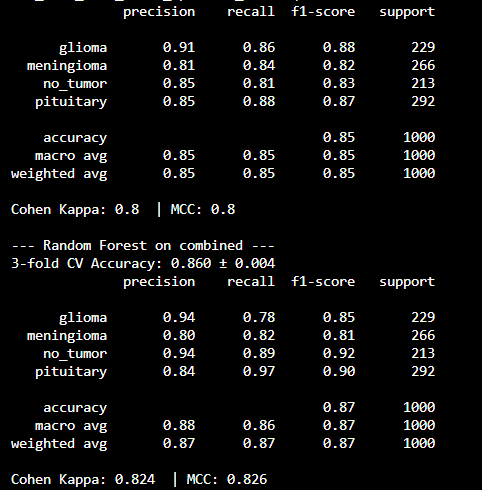 precision recall f1-score support
glioma 0.91 0.86 0.88 229
meningioma 0.81 0.84 0.82 266
no_tumor 0.85 0.81 0.83 213
pituitary 0.85 0.88 0.87 292
accuracy 0.85 1000
macro avg 0.85 0.85 0.85 1000
weighted avg 0.85 0.85 0.85 1000
Cohen Kappa: 0.8 | MCC: 0.8
--- Random Forest on combined ---
3-fold CV Accuracy: 0.860 ± 0.004
precision recall f1-score support
glioma 0.94 0.78 0.85 229
meningioma 0.80 0.82 0.81 266
no_tumor 0.94 0.89 0.92 213
pituitary 0.84 0.97 0.90 292
accuracy 0.87 1000
macro avg 0.88 0.86 0.87 1000
weighted avg 0.87 0.87 0.87 1000
Cohen Kappa: 0.824 | MCC: 0.826